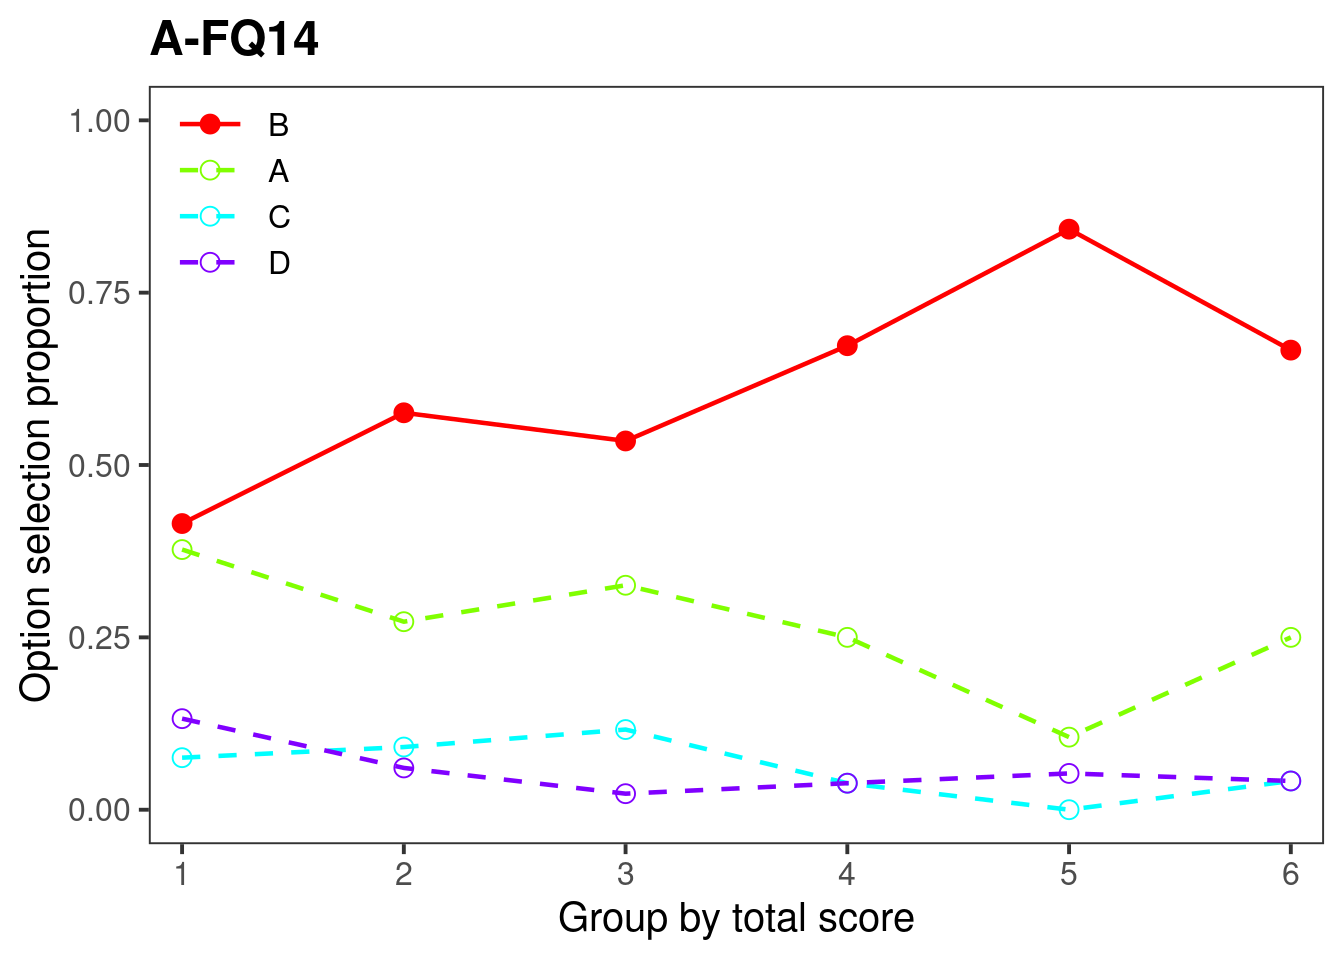 A-FQ14
B
A
C
D
1.00
0.75
0.50
0.25
0.00
Option selection proportion
1 2 3 4 5 6
Group by total score